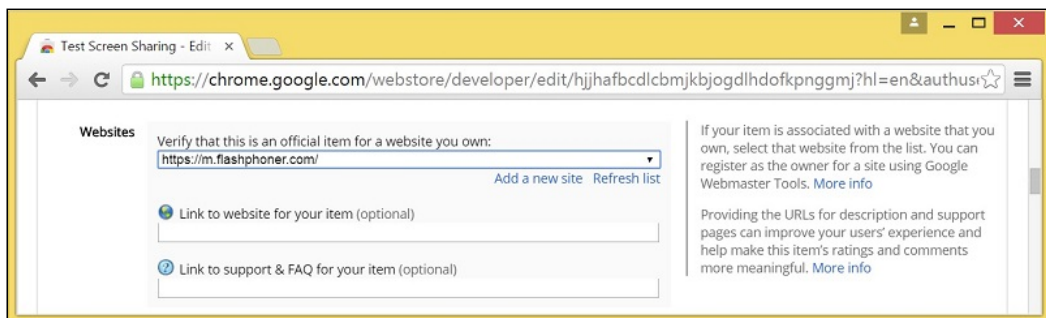 Test Screen Sharing - Edit
https://chrome.google.com/webstore/developer/edit/hjjhafbcdlcbmjkbjogdlhdofkpnggmj?hl=en&authus
Websites
Verify that this is an official item for a website you own:
https://m.flashphoner.com/
Add a new site Refresh list
Link to website for your item (optional)
Link to support & FAQ for your item (optional)
If your item is associated with a website that you
own, select that website from the list. You can
register as the owner for a site using Google
Webmaster Tools. More info
Providing the URLs for description and support
pages can improve your users' experience and
help make this item's ratings and comments
more meaningful. More info